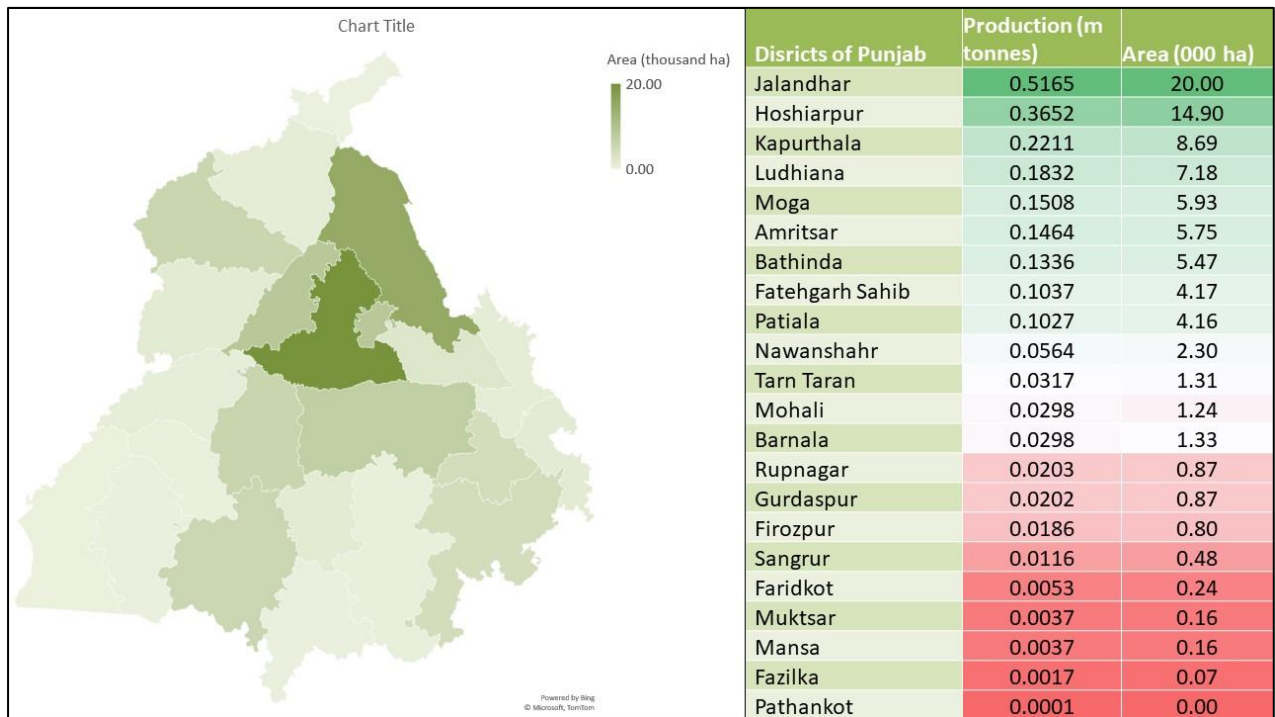 Chart Title
Area (thousand ha)
20.00
0.00
Powered by Bing
© Microsoft, TomTom
Disricts of Punjab Production (m tonnes) Area (000 ha)
Jalandhar 0.5165 20.00
Hoshiarpur 0.3652 14.90
Kapurthala 0.2211 8.69
Ludhiana 0.1832 7.18
Moga 0.1508 5.93
Amritsar 0.1464 5.75
Bathinda 0.1336 5.47
Fatehgarh Sahib 0.1037 4.17
Patiala 0.1027 4.16
Nawanshahr 0.0564 2.30
Tarn Taran 0.0317 1.31
Mohali 0.0298 1.24
Barnala 0.0298 1.33
Rupnagar 0.0203 0.87
Gurdaspur 0.0202 0.87
Firozpur 0.0186 0.80
Sangrur 0.0116 0.48
Faridkot 0.0053 0.24
Muktsar 0.0037 0.16
Mansa 0.0037 0.16
Fazilka 0.0017 0.07
Pathankot 0.0001 0.00